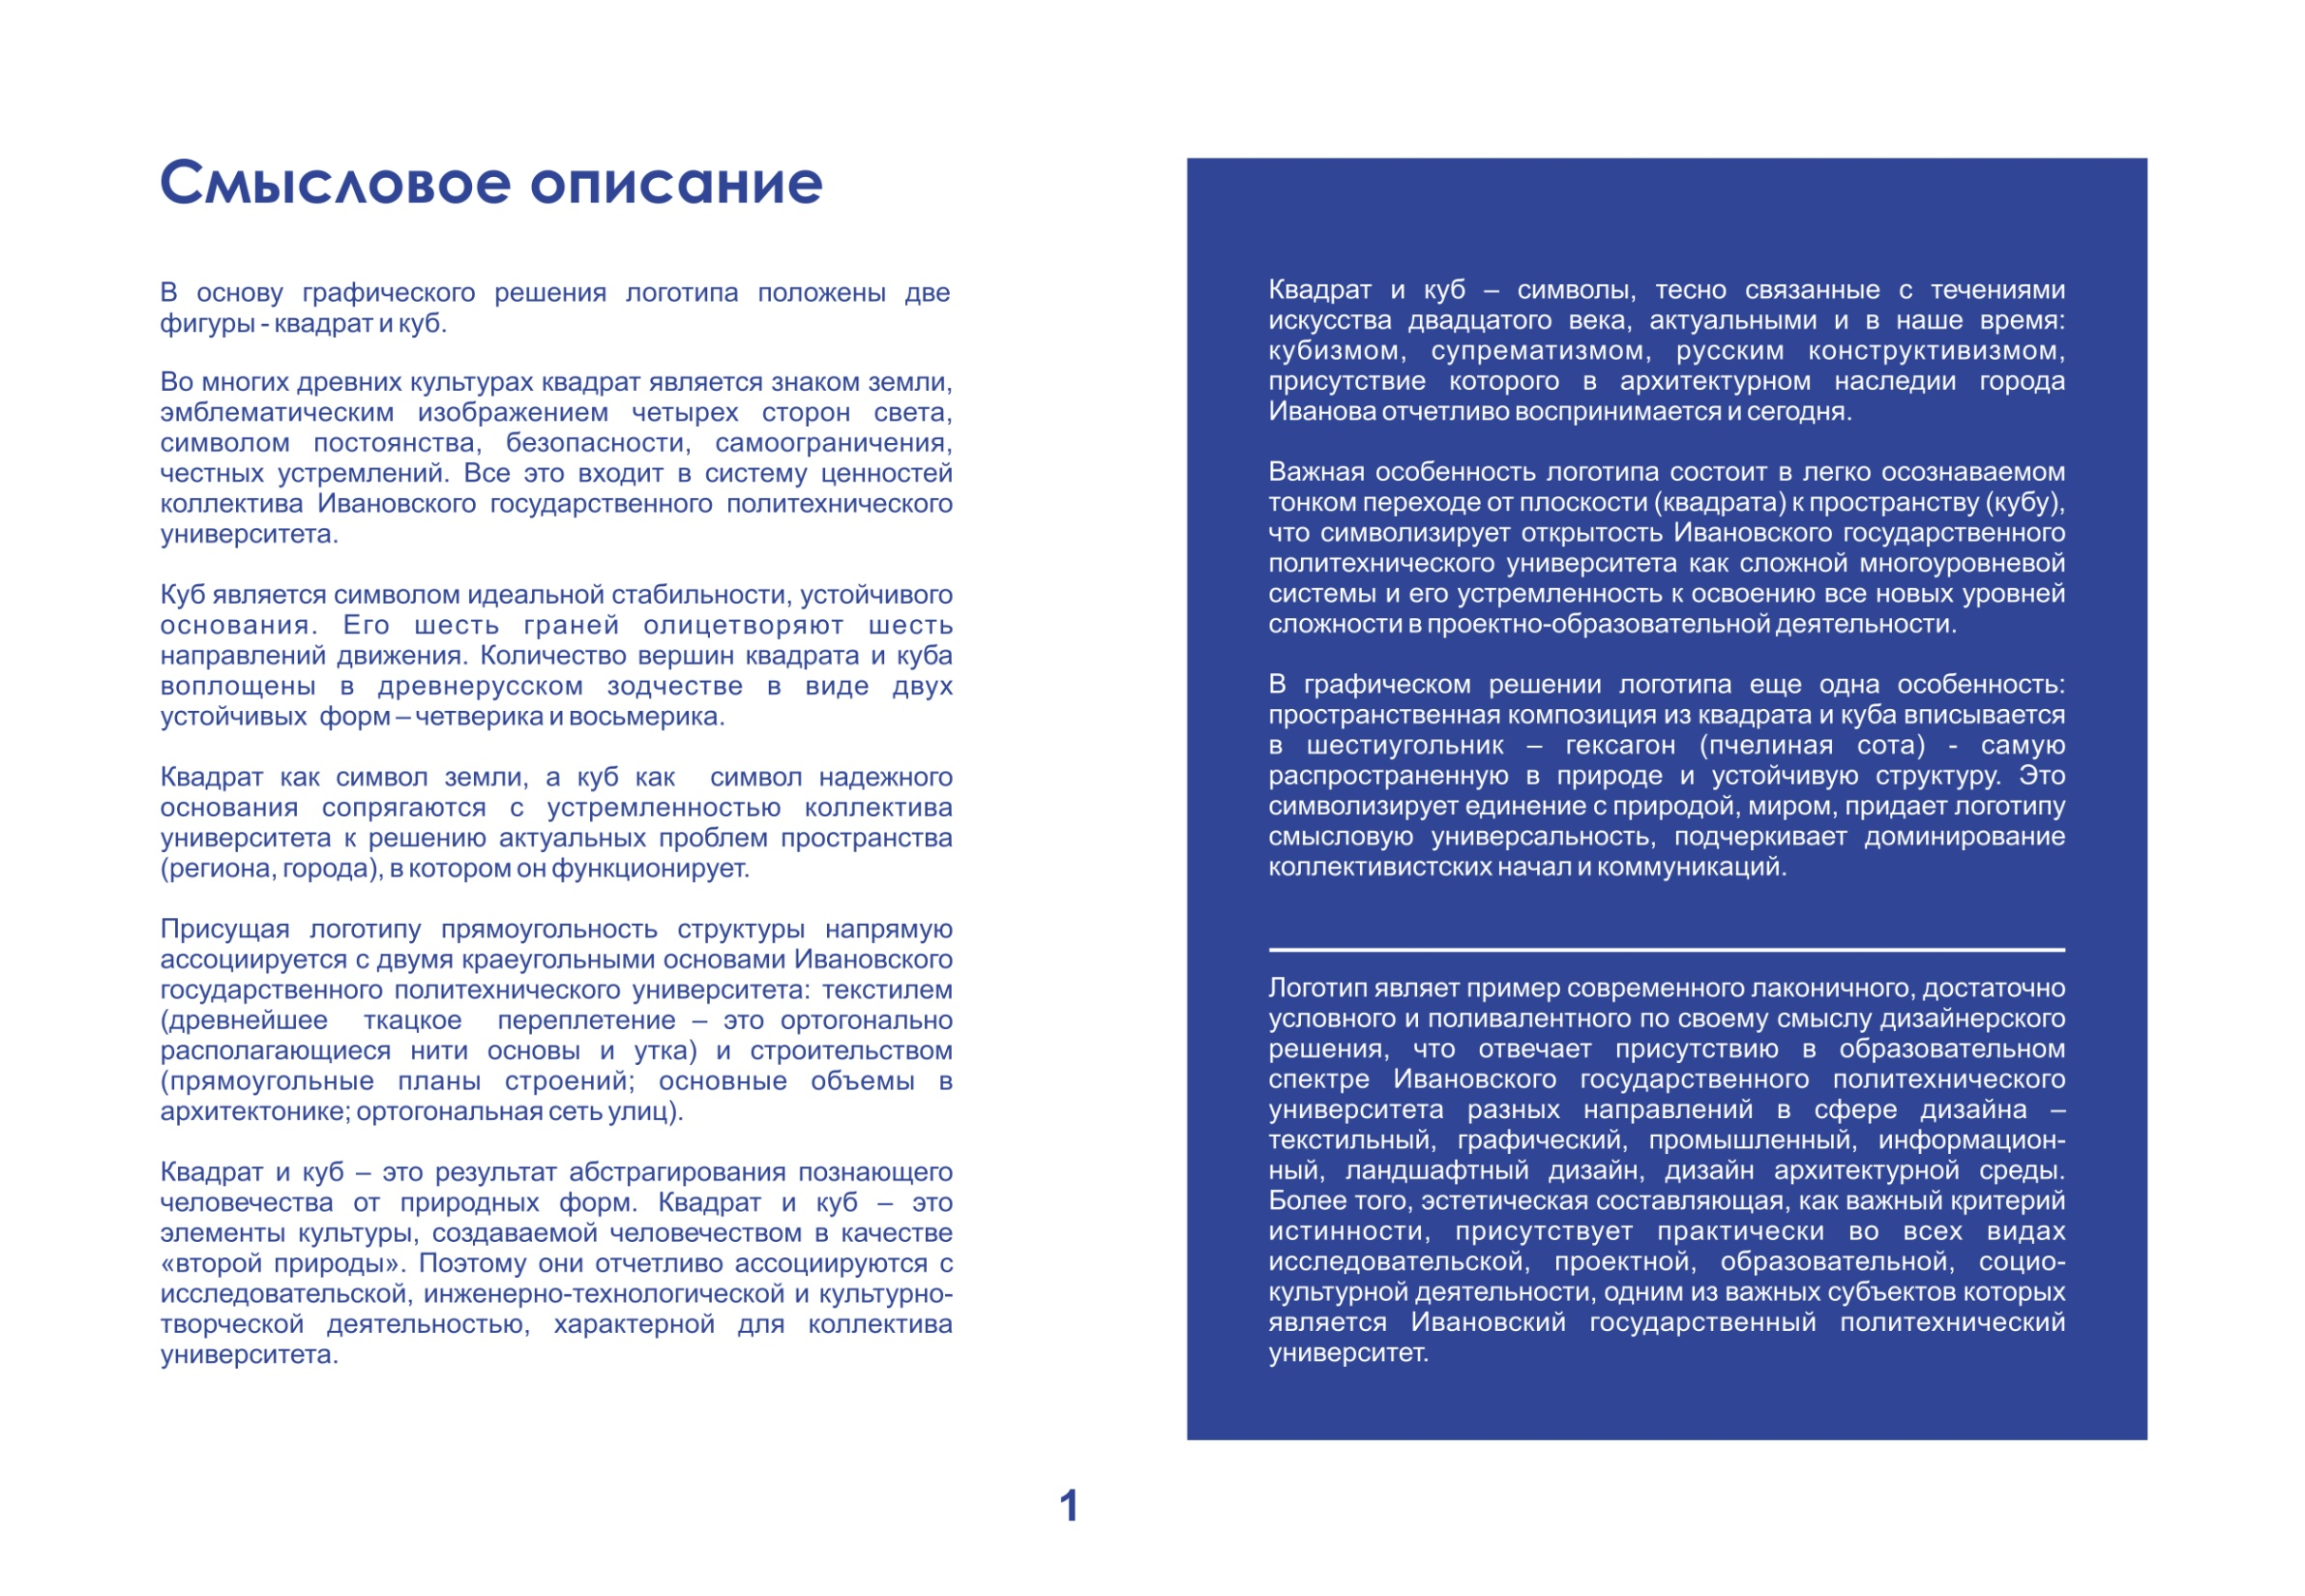 Смысловое описание
В основу графического решения логотипа положены две
фигуры - квадрат и куб.
Во многих древних культурах квадрат является знаком земли,
эмблематическим изображением четырех сторон света,
символом постоянства, безопасности, самоограничения,
честных устремлений. Все это входит в систему ценностей
коллектива Ивановского государственного политехнического
университета.
Куб является символом идеальной стабильности, устойчивого
основания. Его шесть граней олицетворяют шесть
направлений движения. Количество вершин квадрата и куба
воплощены в древнерусском зодчестве в виде двух
устойчивых форм – четверика и восьмерика.
Квадрат как символ земли, а куб как символ надежного
основания сопрягаются с устремленностью коллектива
университета к решению актуальных проблем пространства
(региона, города), в котором он функционирует.
Присущая логотипу прямоугольность структуры напрямую
ассоциируется с двумя краеугольными основами Ивановского
государственного политехнического университета: текстилем
(древнейшее ткацкое переплетение – это ортогонально
располагающиеся нити основы и утка) и строительством
(прямоугольные планы строений; основные объемы в
архитектонике; ортогональная сеть улиц).
Квадрат и куб – это результат абстрагирования познающего
человечества от природных форм. Квадрат и куб – это
элементы культуры, создаваемой человечеством в качестве
«второй природы». Поэтому они отчетливо ассоциируются с
исследовательской, инженерно-технологической и культурно-
творческой деятельностью, характерной для коллектива
университета.
Квадрат и куб – символы, тесно связанные с течениями
искусства двадцатого века, актуальными и в наше время:
кубизмом, супрематизмом, русским конструктивизмом,
присутствие которого в архитектурном наследии города
Иванова отчетливо воспринимается и сегодня.
Важная особенность логотипа состоит в легко осознаваемом
тонком переходе от плоскости (квадрата) к пространству (кубу),
что символизирует открытость Ивановского государственного
политехнического университета как сложной многоуровневой
системы и его устремленность к освоению все новых уровней
сложности в проектно-образовательной деятельности.
В графическом решении логотипа еще одна особенность:
пространственная композиция из квадрата и куба вписывается
в шестиугольник – гексагон (пчелиная сота) - самую
распространенную в природе и устойчивую структуру. Это
символизирует единение с природой, миром, придает логотипу
смысловую универсальность, подчеркивает доминирование
коллективистских начал и коммуникаций.
Логотип являет пример современного лаконичного, достаточно
условного и поливалентного по своему смыслу дизайнерского
решения, что отвечает присутствию в образовательном
спектре Ивановского государственного политехнического
университета разных направлений в сфере дизайна –
текстильный, графический, промышленный, информацион-
ный, ландшафтный дизайн, дизайн архитектурной среды.
Более того, эстетическая составляющая, как важный критерий
истинности, присутствует практически во всех видах
исследовательской, проектной, образовательной, социо-
культурной деятельности, одним из важных субъектов которых
является Ивановский государственный политехнический
университет.
1